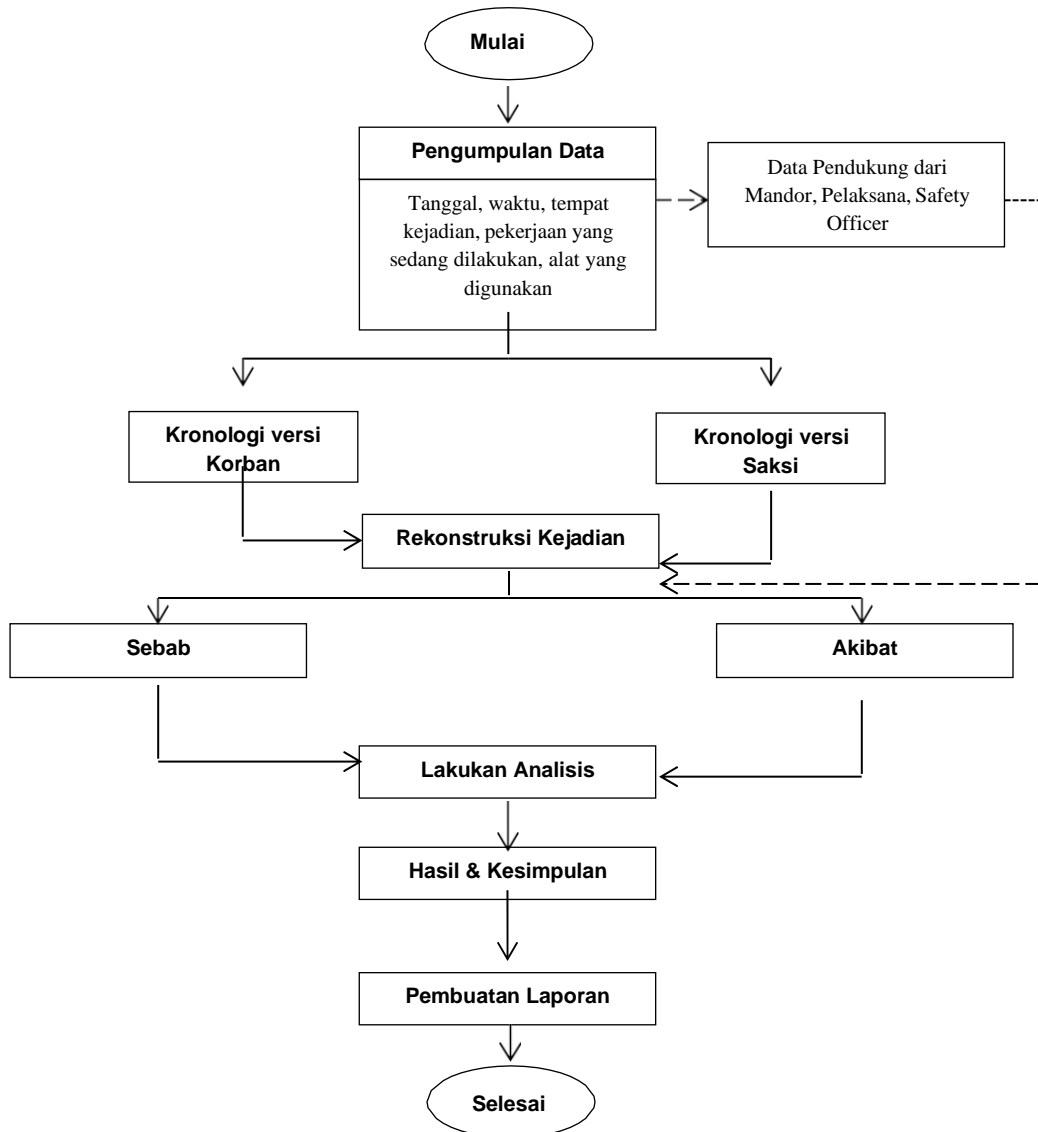 Mulai
Pengumpulan Data
Tanggal, waktu, tempat
kejadian, pekerjaan yang
sedang dilakukan, alat yang
digunakan
Data Pendukung dari
Mandor, Pelaksana, Safety
Officer
Kronologi versi
Korban
Kronologi versi
Saksi
Rekonstruksi Kejadian
Sebab
Akibat
Lakukan Analisis
Hasil & Kesimpulan
Pembuatan Laporan
Selesai